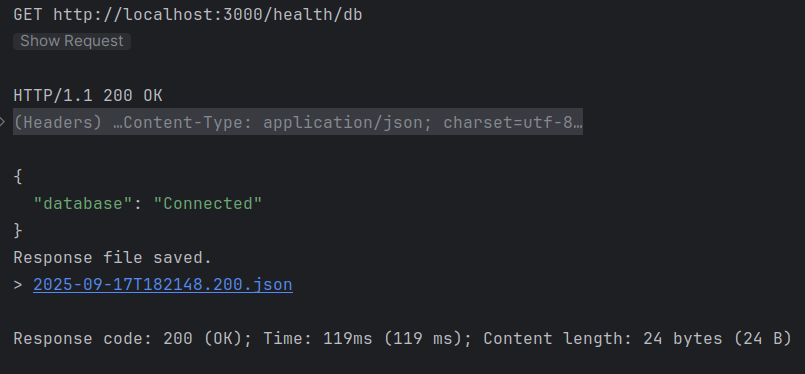 GET http://localhost:3000/health/db
Show Request
HTTP/1.1 200 OK
(Headers) …Content-Type: application/json; charset=utf-8…
{
  "database": "Connected"
}
Response file saved.
> 2025-09-17T182148.200.json
Response code: 200 (OK); Time: 119ms (119 ms); Content length: 24 bytes (24 B)